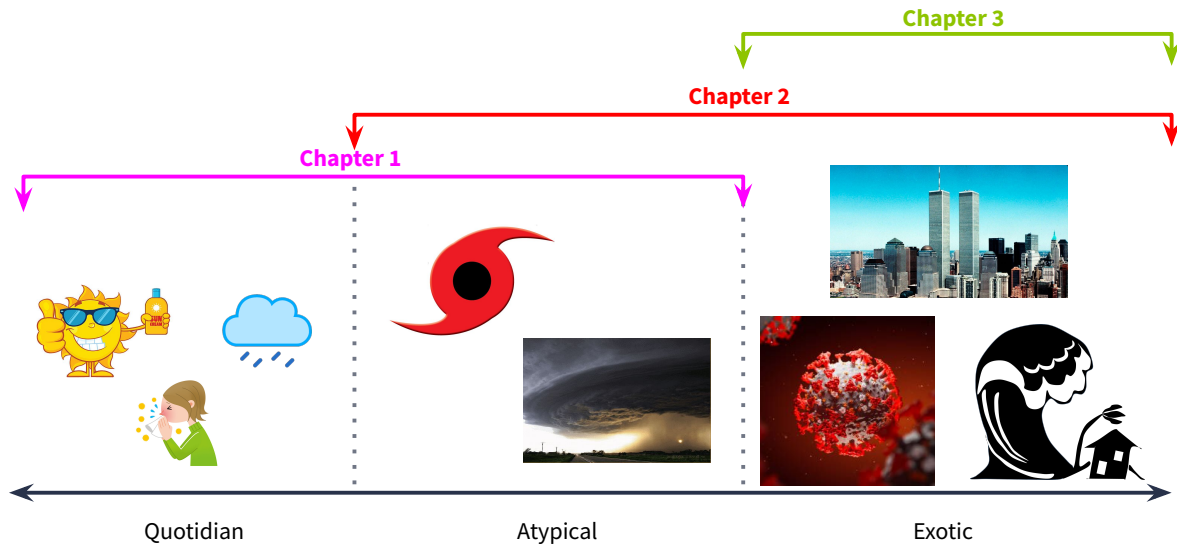 Chapter 3
Chapter 2
Chapter 1
SUN
CREAM
Quotidian
Atypical
Exotic